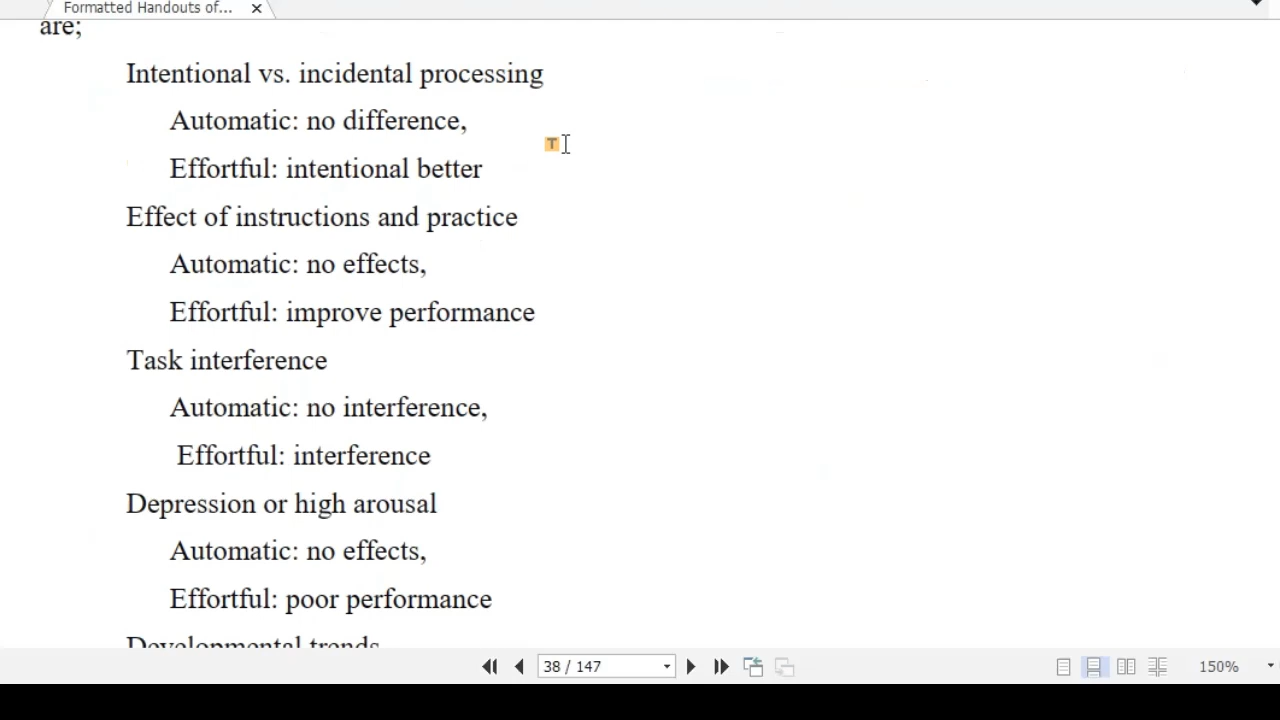 Formatted Handouts of...
are;
Intentional vs. incidental processing
Automatic: no difference,
Effortful: intentional better
Effect of instructions and practice
Automatic: no effects,
Effortful: improve performance
Task interference
Automatic: no interference,
Effortful: interference
Depression or high arousal
Automatic: no effects,
Effortful: poor performance
Developmental trends
38 / 147
150%